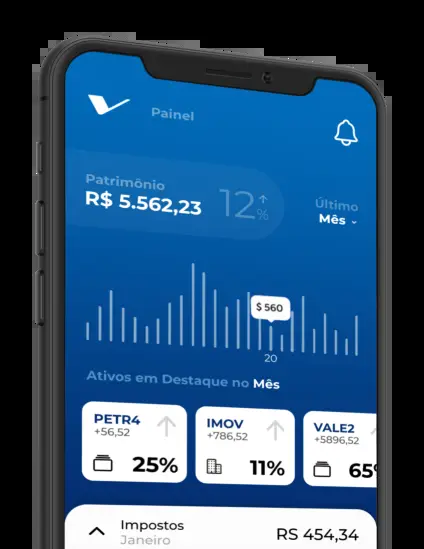 Painel
Patrimônio
R$ 5.562,23
12%
Último
Mês
$ 560
20
Ativos em Destaque no Mês
PETR4
+56,52
25%
IMOV
+786,52
11%
VALE2
+5896,52
65%
Impostos
Janeiro
RS 454,34